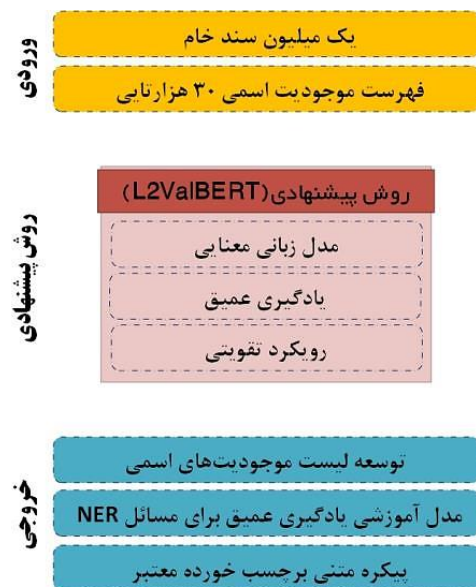 ورودی
یک میلیون سند خام
فهرست موجودیت اسمی ۳۰ هزارتایی
روش پیشنهادی
روش پیشنهادی(L2ValBERT)
مدل زبانی معنایی
یادگیری عمیق
رویکرد تقویتی
خروجی
توسعه لیست موجودیت‌های اسمی
مدل آموزشی یادگیری عمیق برای مسائل NER
پیکره متنی برچسب خورده معتبر